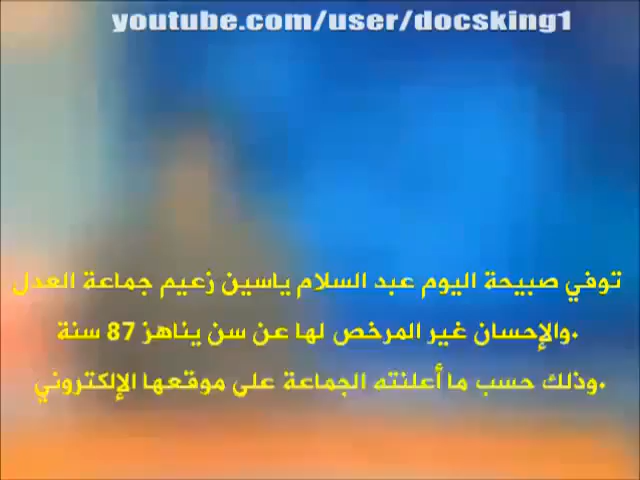 youtube.com/user/docsking1
توفي صبيحة اليوم عبد السلام ياسين زعيم جماعة العدل
والإحسان غير المرخص لها عن سن يناهز 87 سنة.
وذلك حسب ما أعلنته الجماعة على موقعها الإلكتروني.